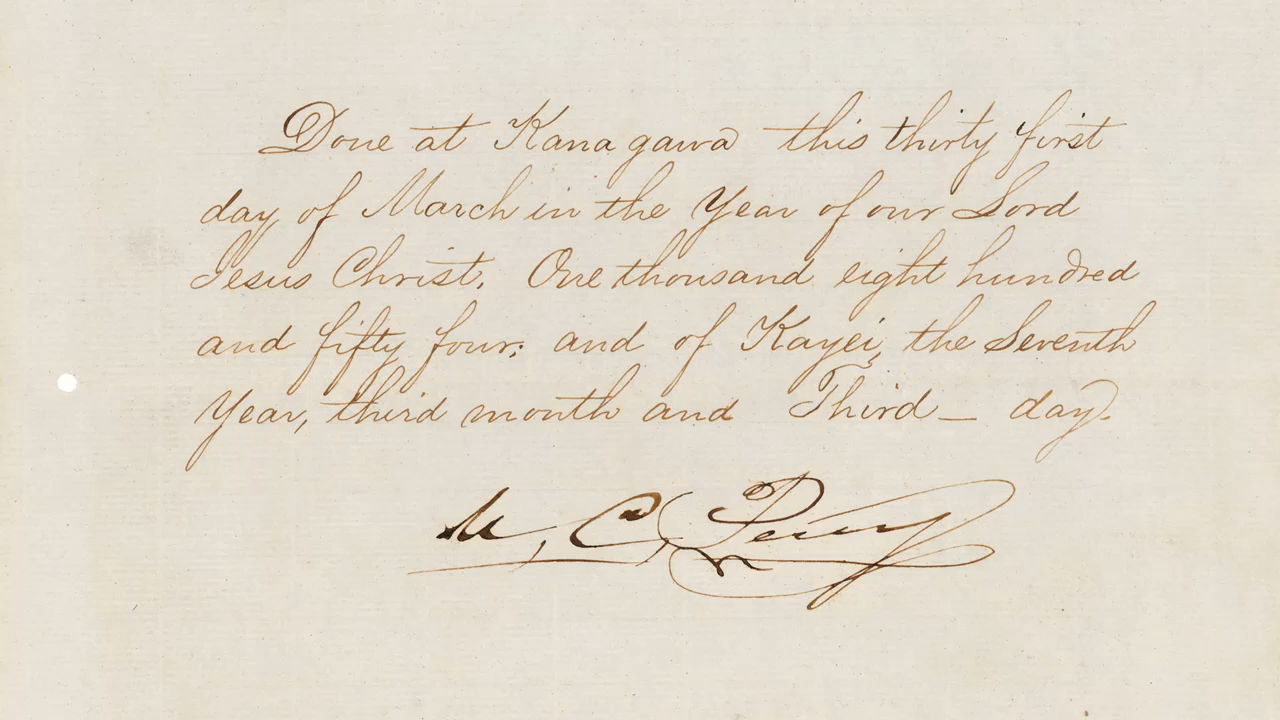 Done at Kanagawa this thirty first
day of March in the Year of our Lord
Jesus Christ. One thousand eight hundred
and fifty four; and of Kayei, the Seventh
Year, third month and Third — day.
M, C, Perry